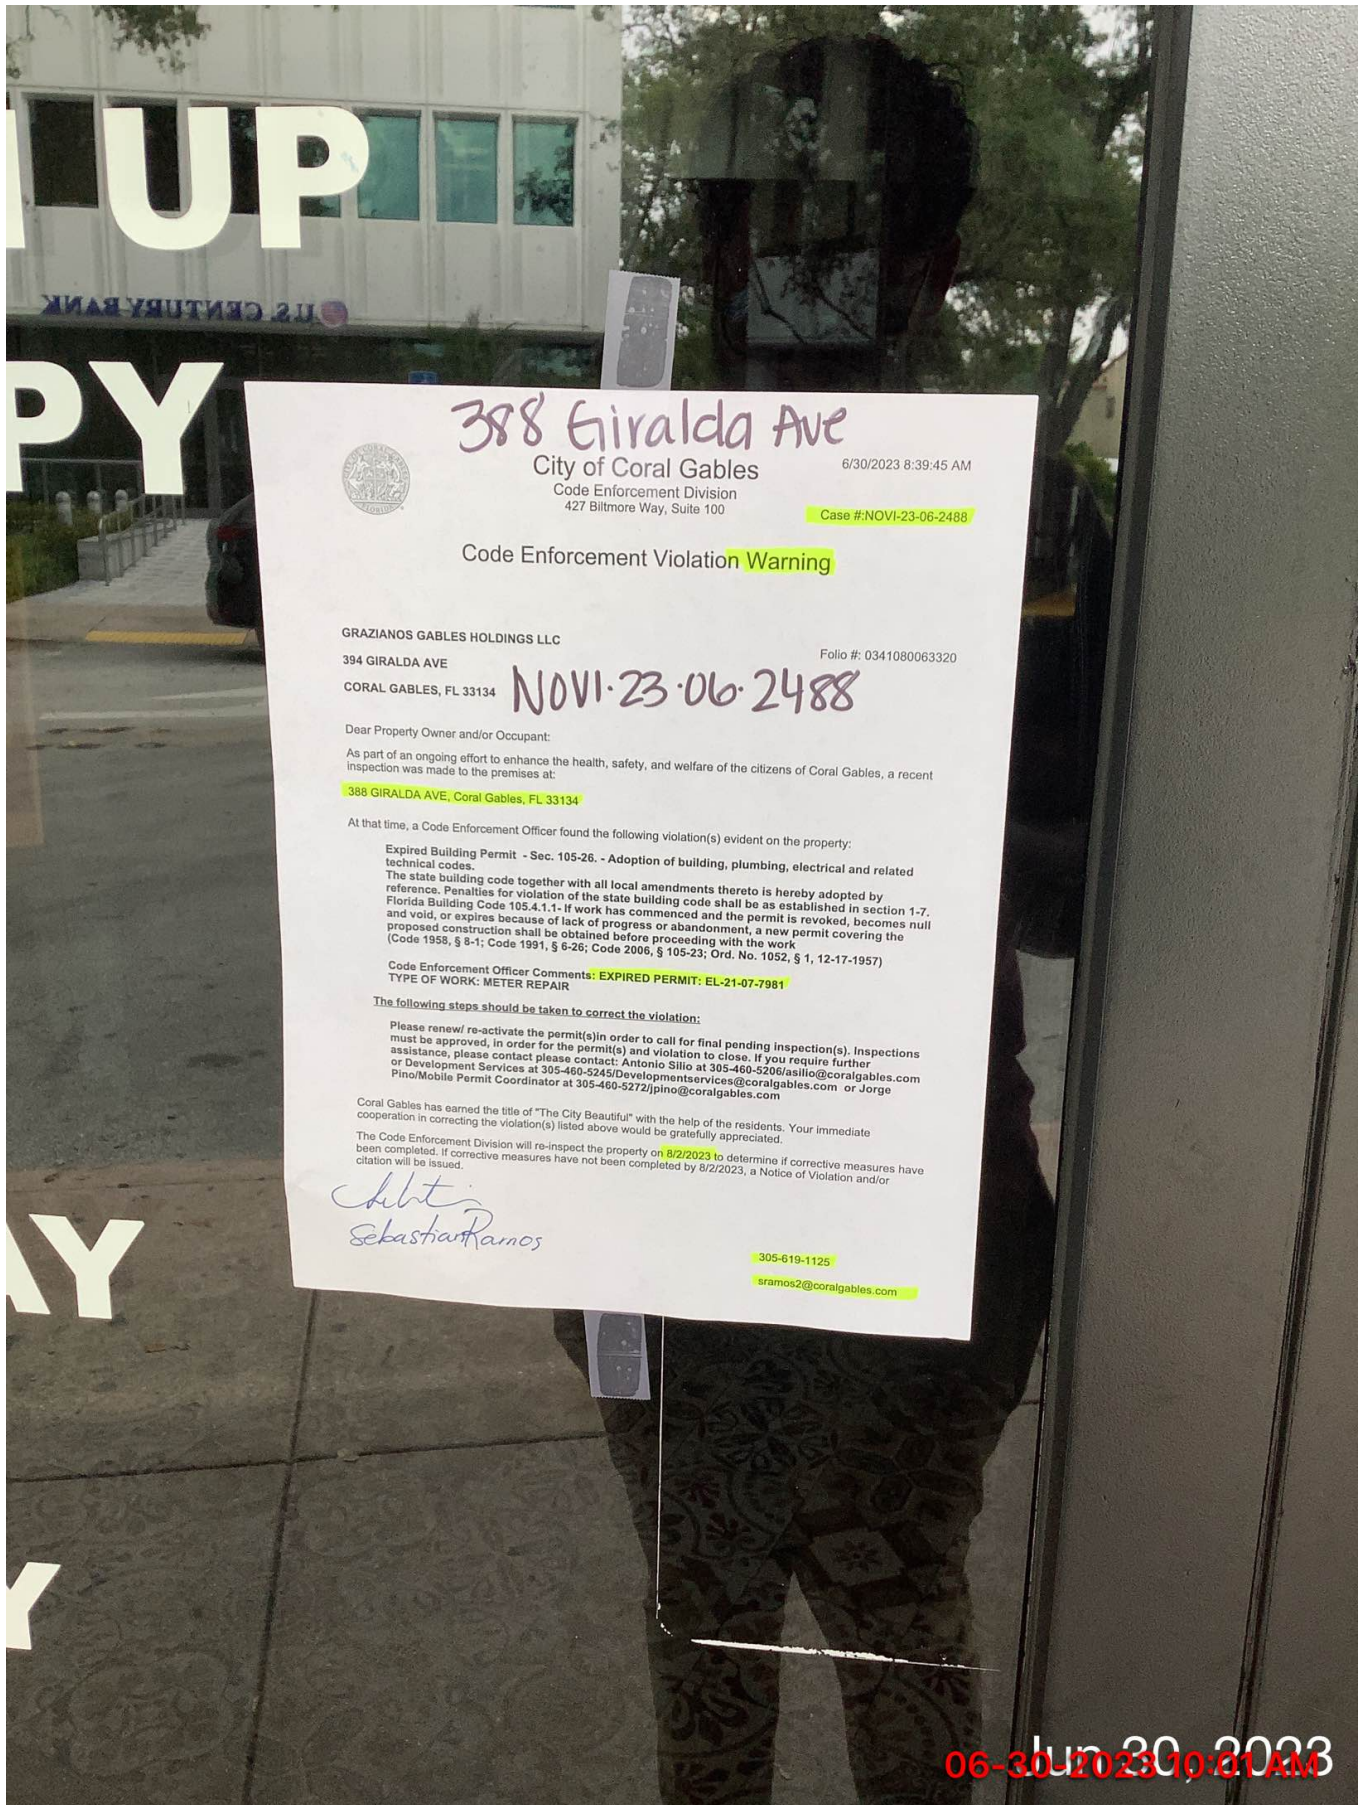 UP
U.S. CENTURY BANK
PY
388 Giralda Ave
City of Coral Gables
6/30/2023 8:39:45 AM
Code Enforcement Division
427 Biltmore Way, Suite 100
Case #:NOVI-23-06-2488
Code Enforcement Violation Warning
GRAZIANOS GABLES HOLDINGS LLC
Folio #: 0341080063320
394 GIRALDA AVE
CORAL GABLES, FL 33134
NOVI-23-06-2488
Dear Property Owner and/or Occupant:
As part of an ongoing effort to enhance the health, safety, and welfare of the citizens of Coral Gables, a recent
inspection was made to the premises at:
388 GIRALDA AVE, Coral Gables, FL 33134
At that time, a Code Enforcement Officer found the following violation(s) evident on the property:
Expired Building Permit - Sec. 105-26. - Adoption of building, plumbing, electrical and related
technical codes.
The state building code together with all local amendments thereto is hereby adopted by
reference. Penalties for violation of the state building code shall be as established in section 1-7.
Florida Building Code 105.4.1.1- If work has commenced and the permit is revoked, becomes null
and void, or expires because of lack of progress or abandonment, a new permit covering the
proposed construction shall be obtained before proceeding with the work
(Code 1958, § 8-1; Code 1991, § 6-26; Code 2006, § 105-23; Ord. No. 1052, § 1, 12-17-1957)
Code Enforcement Officer Comments: EXPIRED PERMIT: EL-21-07-7981
TYPE OF WORK: METER REPAIR
The following steps should be taken to correct the violation:
Please renew/ re-activate the permit(s)in order to call for final pending inspection(s). Inspections
must be approved, in order for the permit(s) and violation to close. If you require further
assistance, please contact please contact: Antonio Silio at 305-460-5206/asilio@coralgables.com
or Development Services at 305-460-5245/Developmentservices@coralgables.com or Jorge
Pino/Mobile Permit Coordinator at 305-460-5272/jpino@coralgables.com
Coral Gables has earned the title of "The City Beautiful" with the help of the residents. Your immediate
cooperation in correcting the violation(s) listed above would be gratefully appreciated.
The Code Enforcement Division will re-inspect the property on 8/2/2023 to determine if corrective measures have
been completed. If corrective measures have not been completed by 8/2/2023, a Notice of Violation and/or
citation will be issued.
Sebastian Ramos
305-619-1125
sramos2@coralgables.com
AY
Y
Jun 30, 2023
06-30-2023 10:01 AM